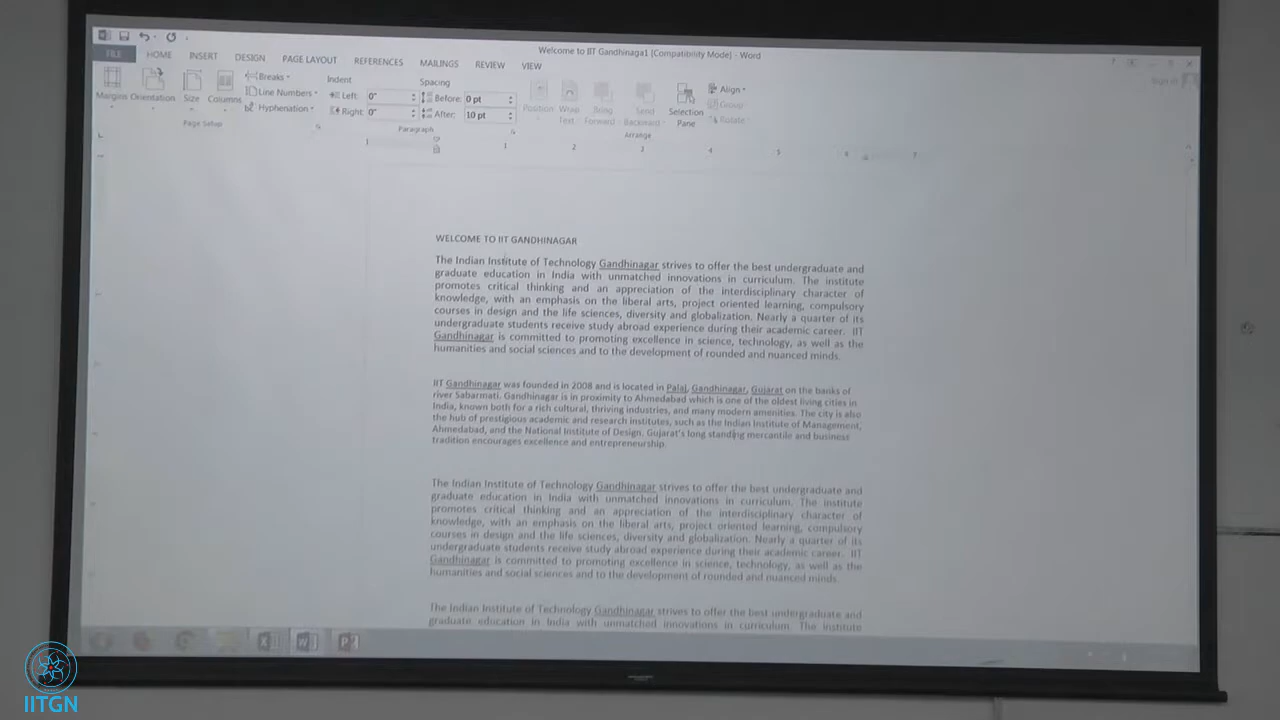 Welcome to IIT Gandhinaga1 [Compatibility Mode] - Word
FILE HOME INSERT DESIGN PAGE LAYOUT REFERENCES MAILINGS REVIEW VIEW
Sign in
Margins Orientation Size Columns
Breaks
Line Numbers
Hyphenation
Page Setup
Indent
Left: 0"
Right: 0"
Spacing
Before: 0 pt
After: 10 pt
Paragraph
Position
Wrap Text
Bring Forward
Send Backward
Selection Pane
Align
Group
Rotate
Arrange
1 1 2 3 4 5 6 7
WELCOME TO IIT GANDHINAGAR
The Indian Institute of Technology Gandhinagar strives to offer the best undergraduate and
graduate education in India with unmatched innovations in curriculum. The institute
promotes critical thinking and an appreciation of the interdisciplinary character of
knowledge, with an emphasis on the liberal arts, project oriented learning, compulsory
courses in design and the life sciences, diversity and globalization. Nearly a quarter of its
undergraduate students receive study abroad experience during their academic career. IIT
Gandhinagar is committed to promoting excellence in science, technology, as well as the
humanities and social sciences and to the development of rounded and nuanced minds.
IIT Gandhinagar was founded in 2008 and is located in Palaj, Gandhinagar, Gujarat on the banks of
river Sabarmati. Gandhinagar is in proximity to Ahmedabad which is one of the oldest living cities in
India, known both for a rich cultural, thriving industries, and many modern amenities. The city is also
the hub of prestigious academic and research institutes, such as the Indian Institute of Management,
Ahmedabad, and the National Institute of Design. Gujarat's long standing mercantile and business
tradition encourages excellence and entrepreneurship.
The Indian Institute of Technology Gandhinagar strives to offer the best undergraduate and
graduate education in India with unmatched innovations in curriculum. The institute
promotes critical thinking and an appreciation of the interdisciplinary character of
knowledge, with an emphasis on the liberal arts, project oriented learning, compulsory
courses in design and the life sciences, diversity and globalization. Nearly a quarter of its
undergraduate students receive study abroad experience during their academic career. IIT
Gandhinagar is committed to promoting excellence in science, technology, as well as the
humanities and social sciences and to the development of rounded and nuanced minds.
The Indian Institute of Technology Gandhinagar strives to offer the best undergraduate and
graduate education in India with unmatched innovations in curriculum. The institute
IITGN